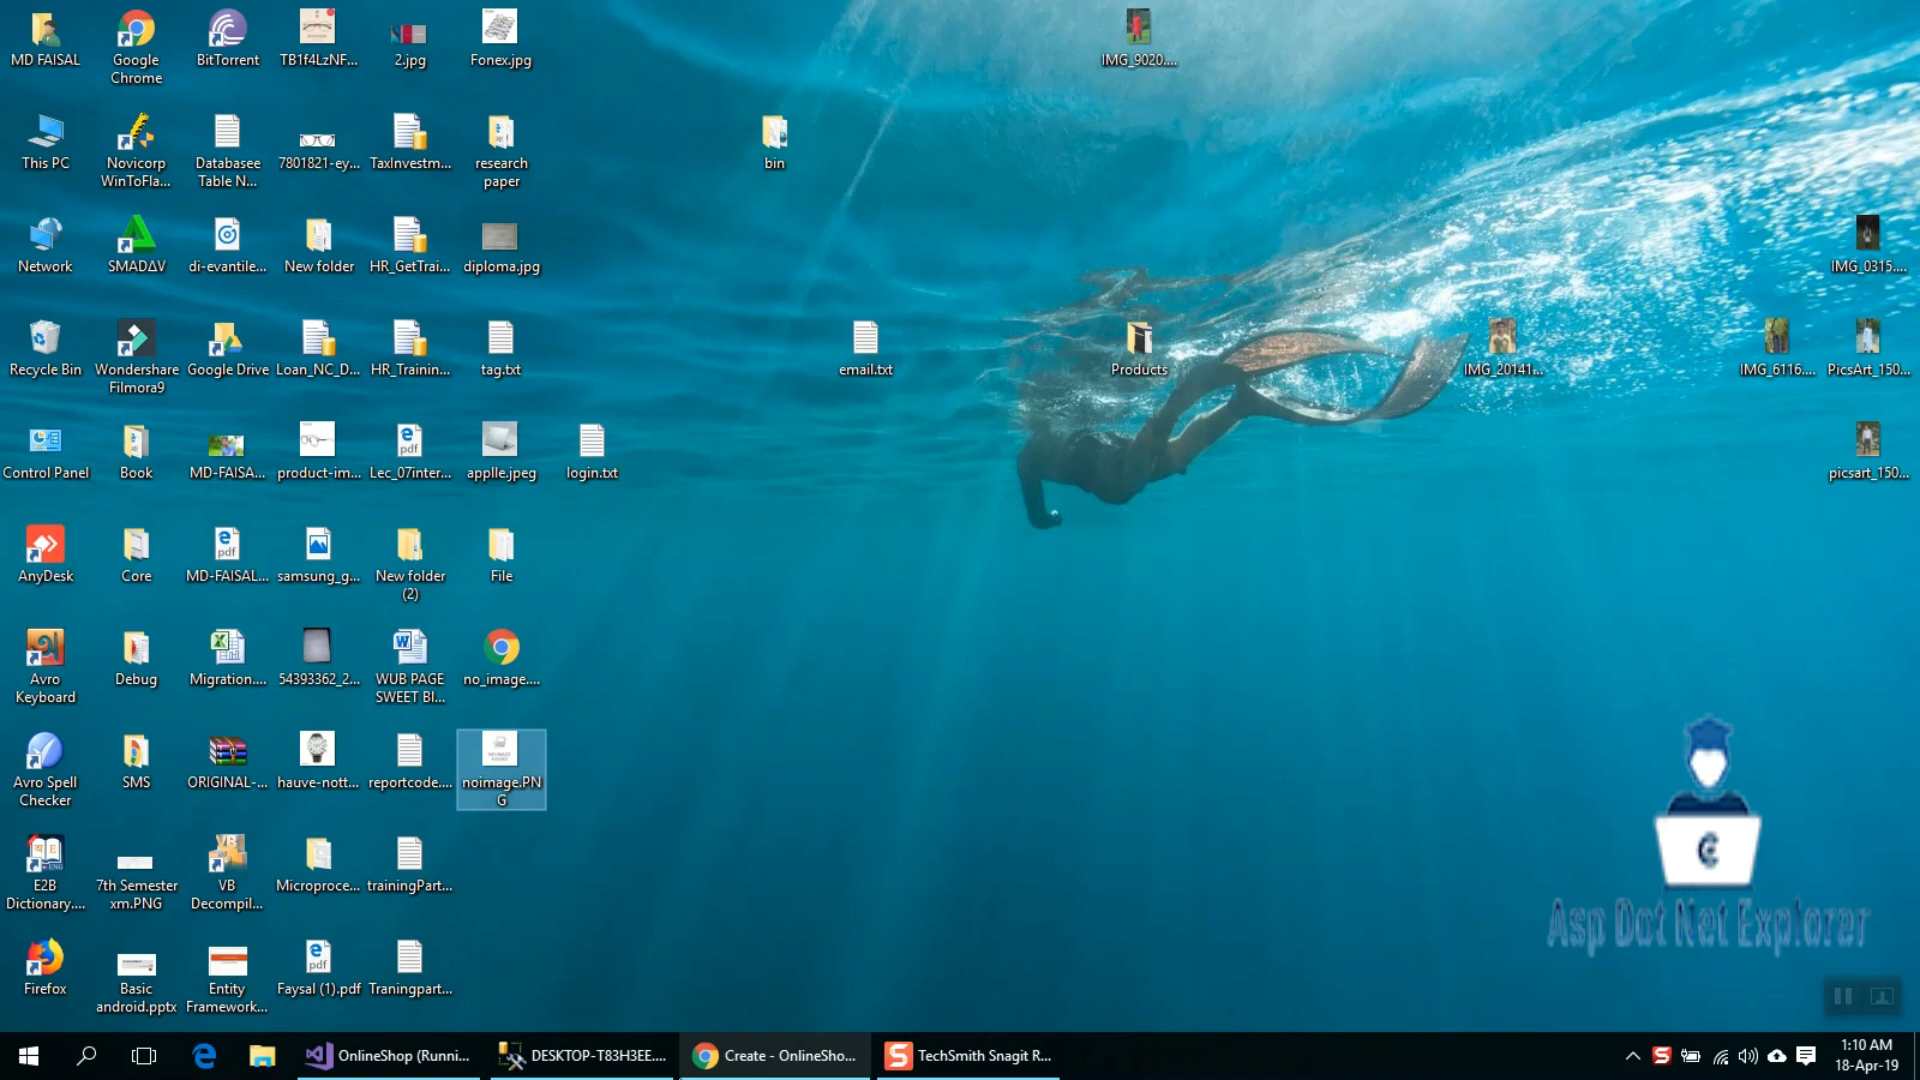 MD FAISAL
Google
Chrome
BitTorrent
TB1f4LzNF...
2.jpg
Fonex.jpg
IMG_9020....
This PC
Novicorp
WinToFla...
Databasee
Table N...
7801821-ey...
TaxInvestm...
research
paper
bin
Network
SMADΔV
di-evantile...
New folder
HR_GetTrai...
diploma.jpg
IMG_0315....
Recycle Bin
Wondershare
Filmora9
Google Drive
Loan_NC_D...
HR_Trainin...
tag.txt
email.txt
Products
IMG_20141...
IMG_6116....
PicsArt_150...
Control Panel
Book
MD-FAISA...
product-im...
pdf
Lec_07inter...
applle.jpeg
login.txt
picsart_150...
AnyDesk
Core
pdf
MD-FAISAL...
samsung_g...
New folder
(2)
File
Avro
Keyboard
Debug
Migration....
54393362_2...
WUB PAGE
SWEET BI...
no_image....
Avro Spell
Checker
SMS
ORIGINAL-...
hauve-nott...
reportcode....
noimage.PN
G
E2B
Dictionary....
7th Semester
xm.PNG
VB
Decompil...
Microproce...
trainingPart...
Asp Dot Net Explorer
Firefox
Basic
android.pptx
Entity
Framework...
pdf
Faysal (1).pdf
Traningpart...
OnlineShop (Runni...
DESKTOP-T83H3EE....
Create - OnlineSho...
TechSmith Snagit R...
1:10 AM
18-Apr-19